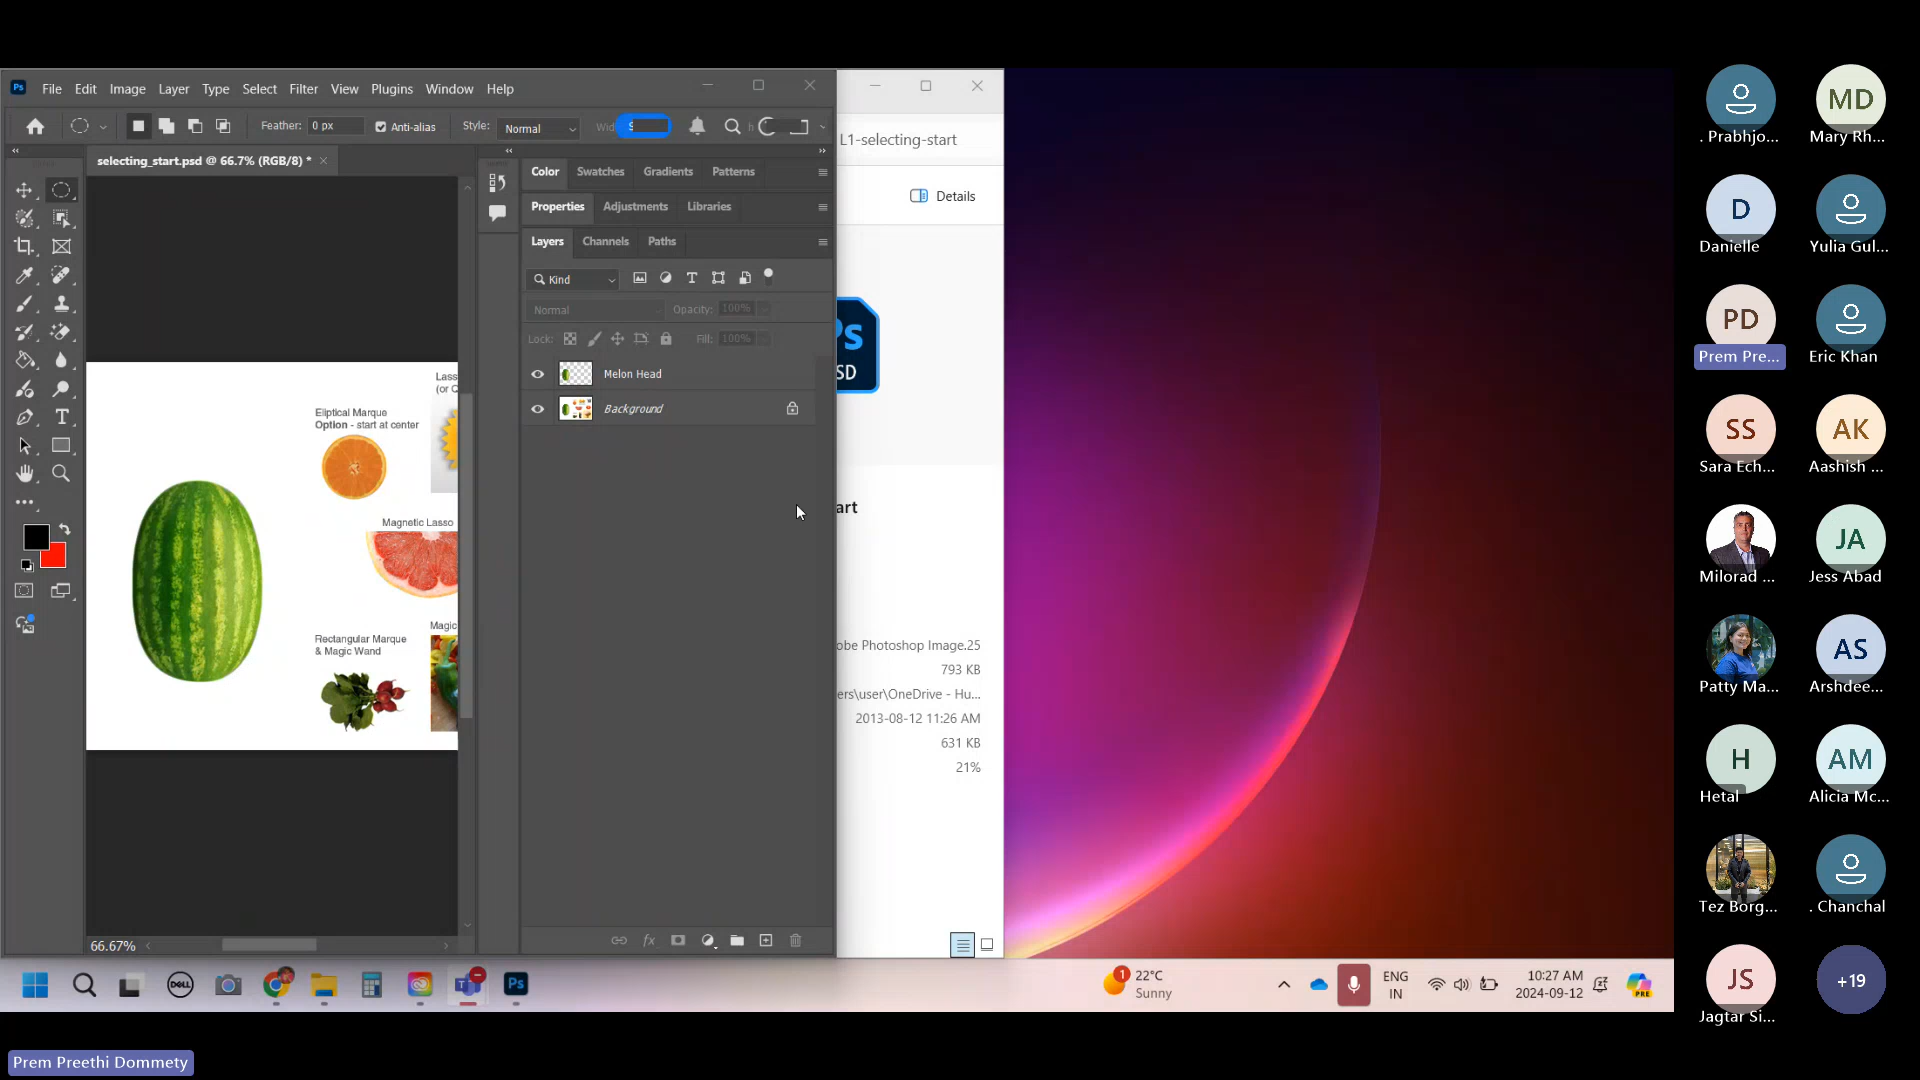 Ps File Edit Image Layer Type Select Filter View Plugins Window Help
Feather: 0 px Anti-alias Style: Normal
L1-selecting-start
selecting_start.psd @ 66.7% (RGB/8) *
Color Swatches Gradients Patterns
Details
Properties Adjustments Libraries
Layers Channels Paths
Kind
Normal Opacity: 100%
Lock: Fill: 100%
Melon Head
Background
Lass
(or Q
Eliptical Marque
Option - start at center
Magnetic Lasso
Rectangular Marque
& Magic Wand
Magic
66.67%
Ps
SD
art
obe Photoshop Image.25
793 KB
ers\user\OneDrive - Hu...
2013-08-12 11:26 AM
631 KB
21%
DELL
Ps
1
22°C
Sunny
ENG
IN
10:27 AM
2024-09-12
PRE
. Prabhjo...
MD
Mary Rh...
D
Danielle
Yulia Gul...
PD
Prem Pre...
Eric Khan
SS
Sara Ech...
AK
Aashish ...
Milorad ...
JA
Jess Abad
Patty Ma...
AS
Arshdee...
H
Hetal
AM
Alicia Mc...
Tez Borg...
. Chanchal
JS
Jagtar Si...
+19
Prem Preethi Dommety